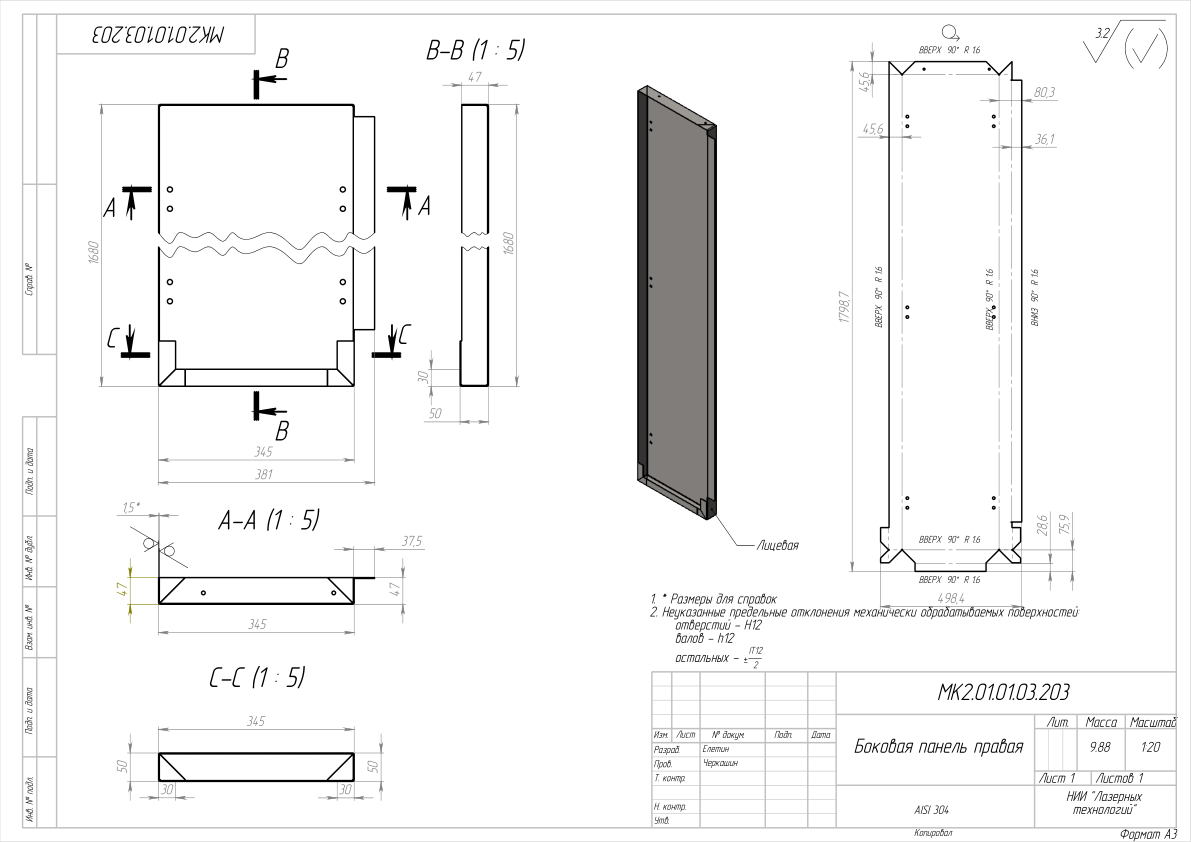 МК2.01.01.03.203
B
B–B (1 : 5)
47
A
A
1680
1680
C
C
30
50
B
345
381
1,5*
A–A (1 : 5)
37,5
47
47
345
C–C (1 : 5)
345
50
50
30
30
Лицевая
ВВЕРХ 90° R 1.6
3.2
45,6
80,3
45,6
36,1
1798,7
ВВЕРХ 90° R 1.6
ВВЕРХ 90° R 1.6
ВНИЗ 90° R 1.6
28,6
75,9
ВВЕРХ 90° R 1.6
ВВЕРХ 90° R 1.6
498,4
1. * Размеры для справок
2. Неуказанные предельные отклонения механически обрабатываемых поверхностей:
отверстий – H12
валов – h12
остальных – ± IT12
2
Справ. №
Подп. и дата
Инв. № дубл.
Взам. инв. №
Подп. и дата
Инв. № подл.
МК2.01.01.03.203
Изм. Лист № докум. Подп. Дата
Разраб. Елетин
Пров. Черкашин
Т. контр.
Н. контр.
Утв.
Боковая панель правая
Лит. Масса Масштаб
9.88 1:20
Лист 1 Листов 1
AISI 304
НИИ "Лазерных
технологий"
Копировал
Формат А3